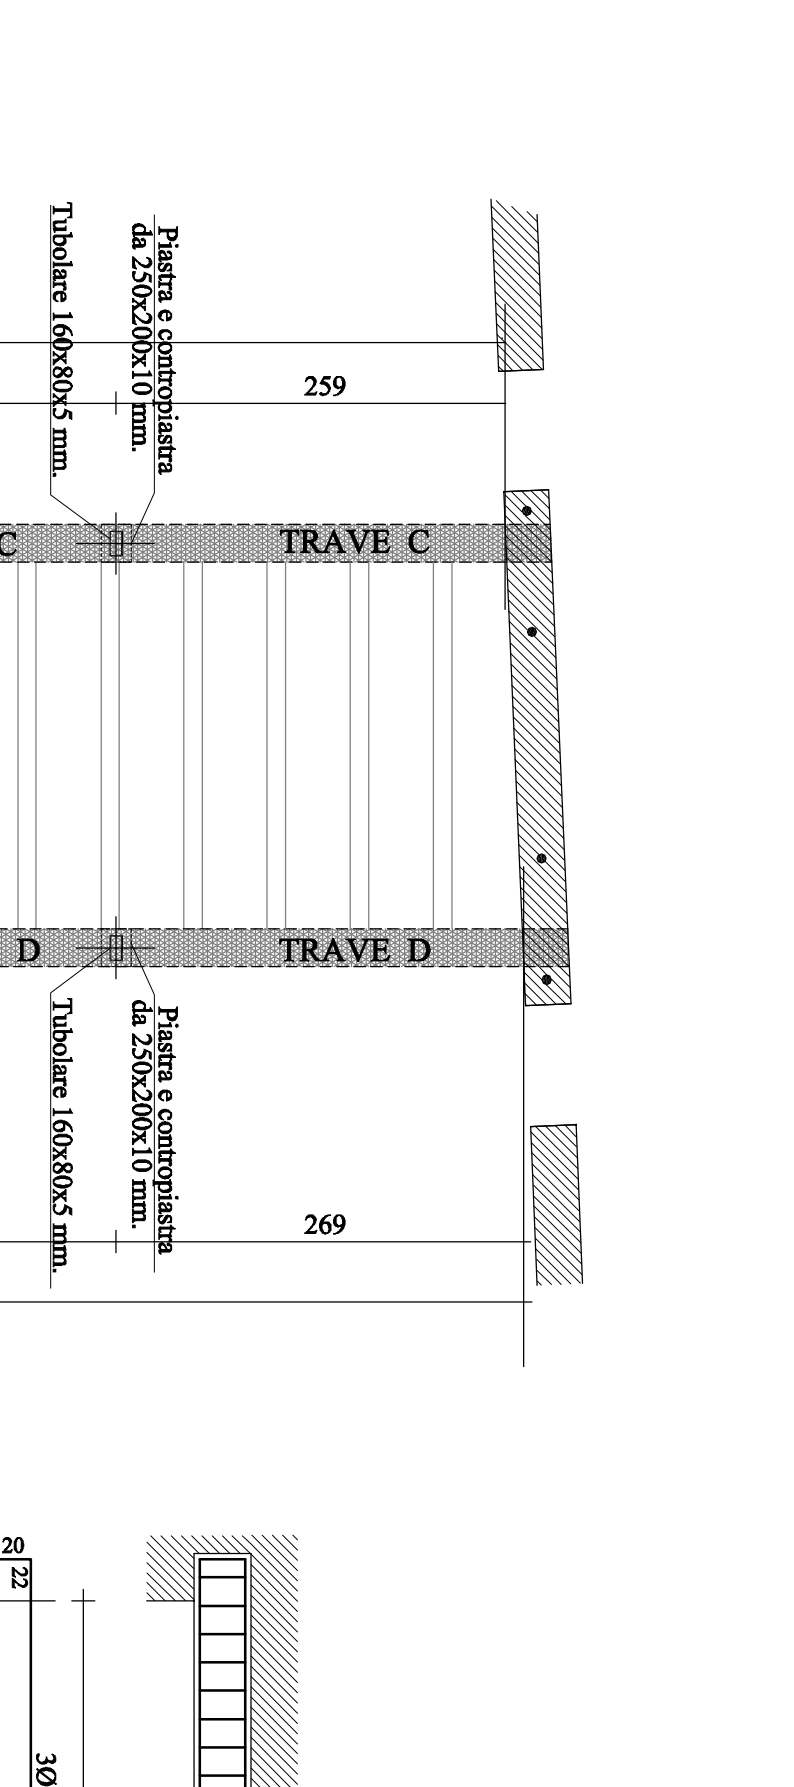 Tubolare 160x80x5 mm.
Piastra e contropiastra
da 250x200x10 mm.
259
C
TRAVE C
D
TRAVE D
Tubolare 160x80x5 mm.
Piastra e contropiastra
da 250x200x10 mm.
269
20
22
3Ø